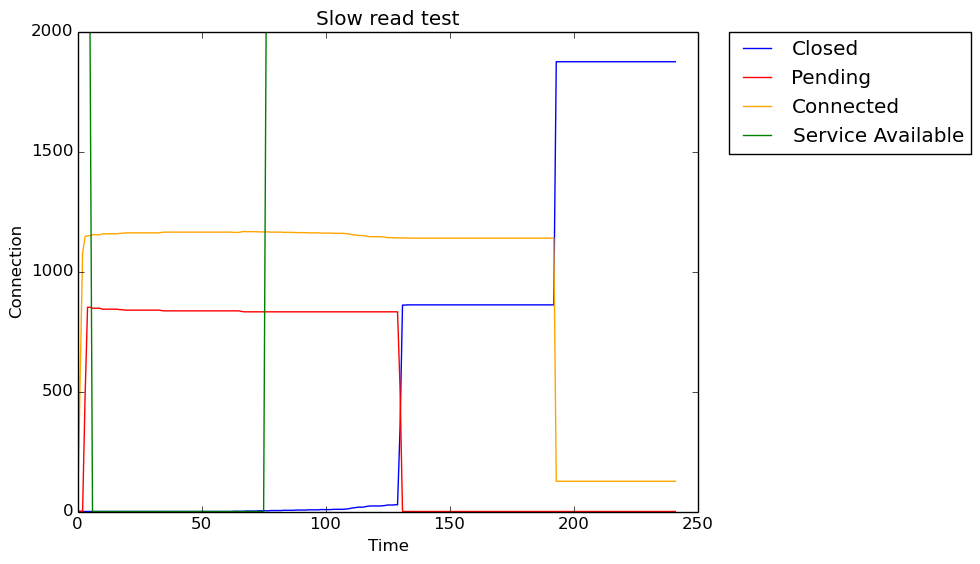 Slow read test
2000
1500
1000
500
0
0 50 100 150 200 250
Connection
Time
Closed
Pending
Connected
Service Available